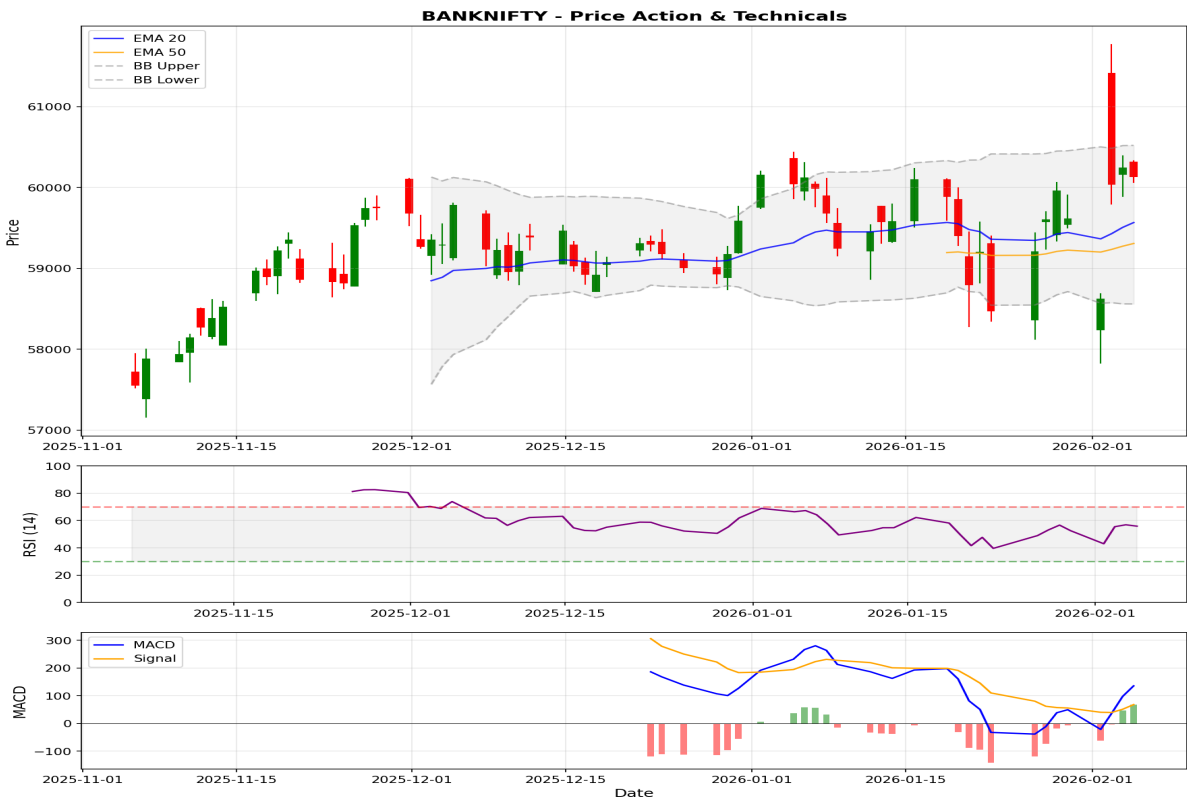 BANKNIFTY - Price Action & Technicals
EMA 20
EMA 50
BB Upper
BB Lower
Price
61000
60000
59000
58000
57000
2025-11-01 2025-11-15 2025-12-01 2025-12-15 2026-01-01 2026-01-15 2026-02-01
RSI (14)
100
80
60
40
20
0
2025-11-15 2025-12-01 2025-12-15 2026-01-01 2026-01-15 2026-02-01
MACD
Signal
MACD
300
200
100
0
−100
2025-11-01 2025-11-15 2025-12-01 2025-12-15 2026-01-01 2026-01-15 2026-02-01
Date